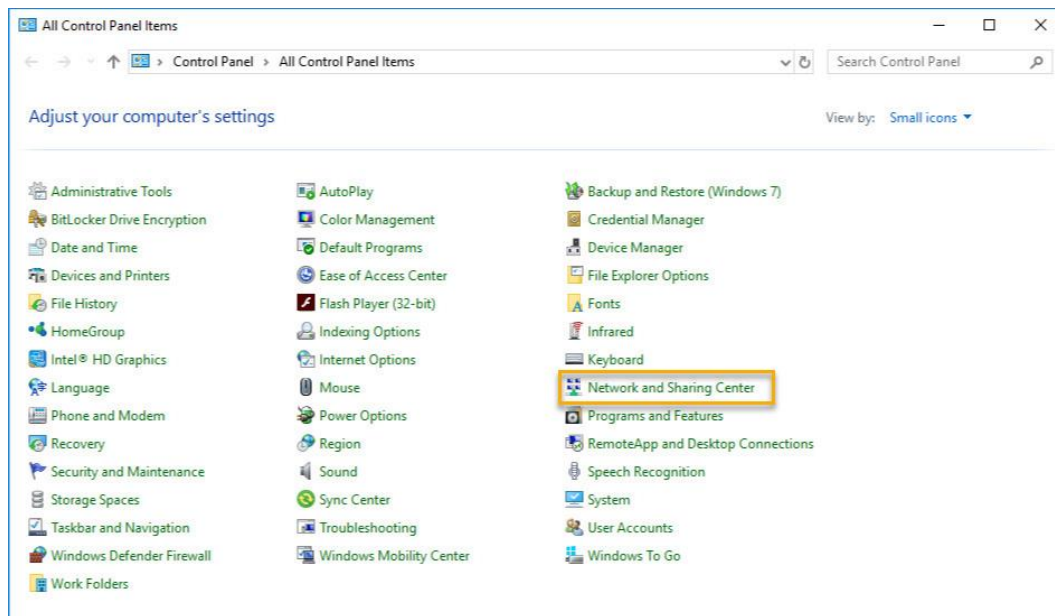 All Control Panel Items
Control Panel > All Control Panel Items
Search Control Panel
Adjust your computer's settings
View by: Small icons
Administrative Tools
AutoPlay
Backup and Restore (Windows 7)
BitLocker Drive Encryption
Color Management
Credential Manager
Date and Time
Default Programs
Device Manager
Devices and Printers
Ease of Access Center
File Explorer Options
File History
Flash Player (32-bit)
Fonts
HomeGroup
Indexing Options
Infrared
Intel® HD Graphics
Internet Options
Keyboard
Language
Mouse
Network and Sharing Center
Phone and Modem
Power Options
Programs and Features
Recovery
Region
RemoteApp and Desktop Connections
Security and Maintenance
Sound
Speech Recognition
Storage Spaces
Sync Center
System
Taskbar and Navigation
Troubleshooting
User Accounts
Windows Defender Firewall
Windows Mobility Center
Windows To Go
Work Folders